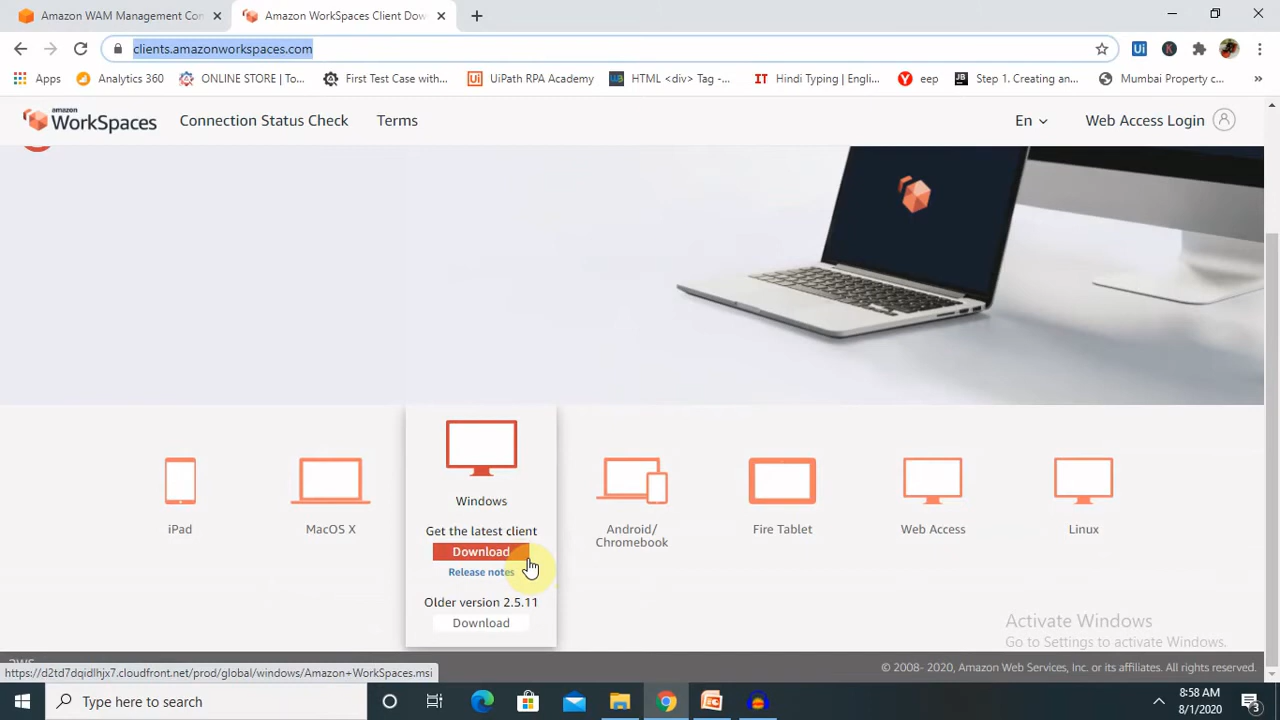 Amazon WAM Management Con
Amazon WorkSpaces Client Dow
clients.amazonworkspaces.com
Ui
K
Apps
Analytics 360
ONLINE STORE | To...
First Test Case with...
UiPath RPA Academy
HTML <div> Tag -...
IT Hindi Typing | Engli...
eep
Step 1. Creating an...
Mumbai Property c...
amazon
WorkSpaces
Connection Status Check
Terms
En
Web Access Login
iPad
MacOS X
Windows
Get the latest client
Download
Release notes
Older version 2.5.11
Download
Android/
Chromebook
Fire Tablet
Web Access
Linux
Activate Windows
Go to Settings to activate Windows.
aws
© 2008- 2020, Amazon Web Services, Inc. or its affiliates. All rights reserved.
https://d2td7dqidlhjx7.cloudfront.net/prod/global/windows/Amazon+WorkSpaces.msi
Type here to search
8:58 AM
8/1/2020
3